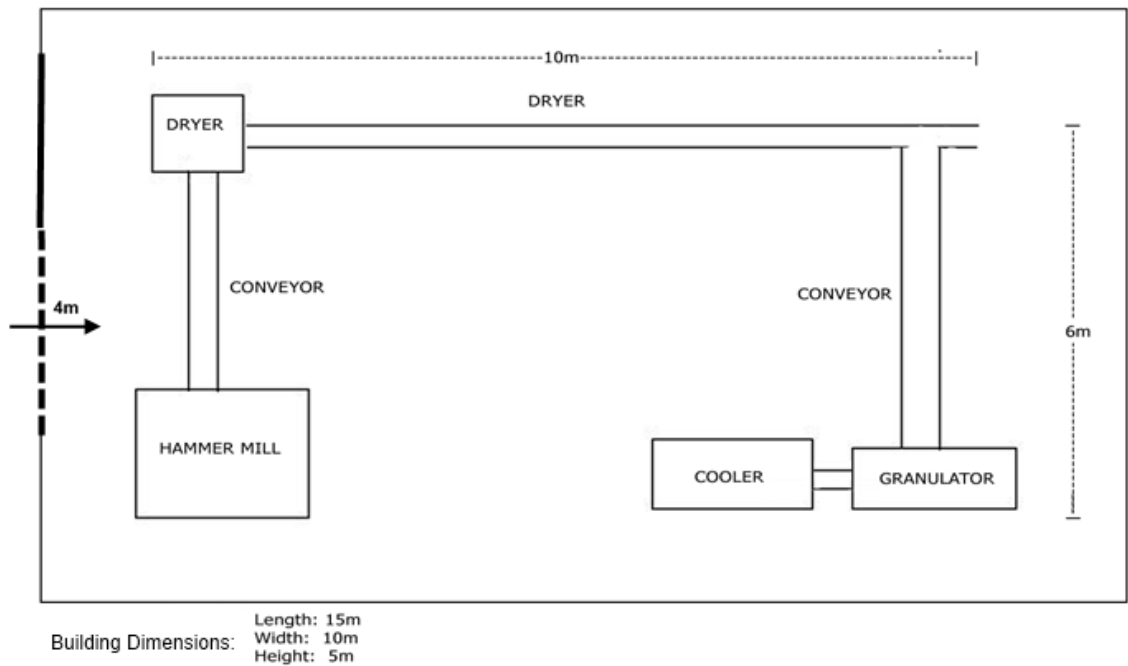 10m
DRYER
DRYER
CONVEYOR
CONVEYOR
4m
6m
HAMMER MILL
COOLER
GRANULATOR
Building Dimensions:
Length: 15m
Width: 10m
Height: 5m